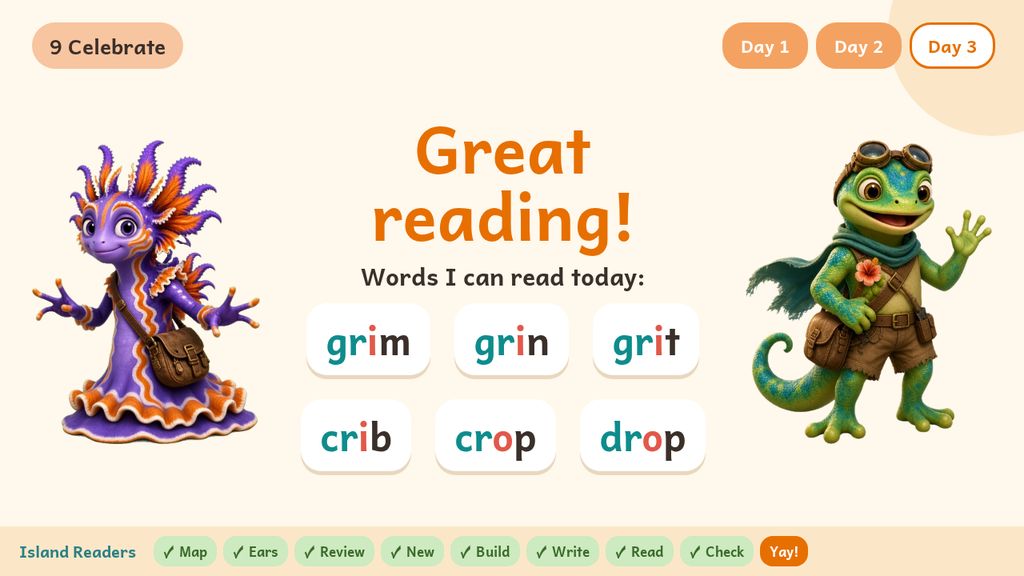 9 Celebrate
Day 1 Day 2 Day 3
Great
reading!
Words I can read today:
grim grin grit
crib crop drop
Island Readers ✓ Map ✓ Ears ✓ Review ✓ New ✓ Build ✓ Write ✓ Read ✓ Check Yay!